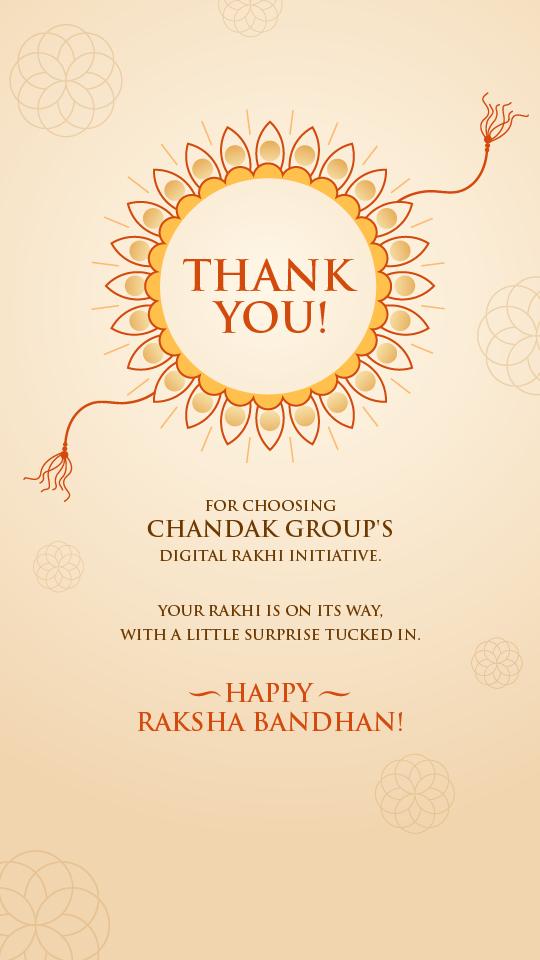 THANK
YOU!
FOR CHOOSING
CHANDAK GROUP'S
DIGITAL RAKHI INITIATIVE.
YOUR RAKHI IS ON ITS WAY,
WITH A LITTLE SURPRISE TUCKED IN.
HAPPY
RAKSHA BANDHAN!